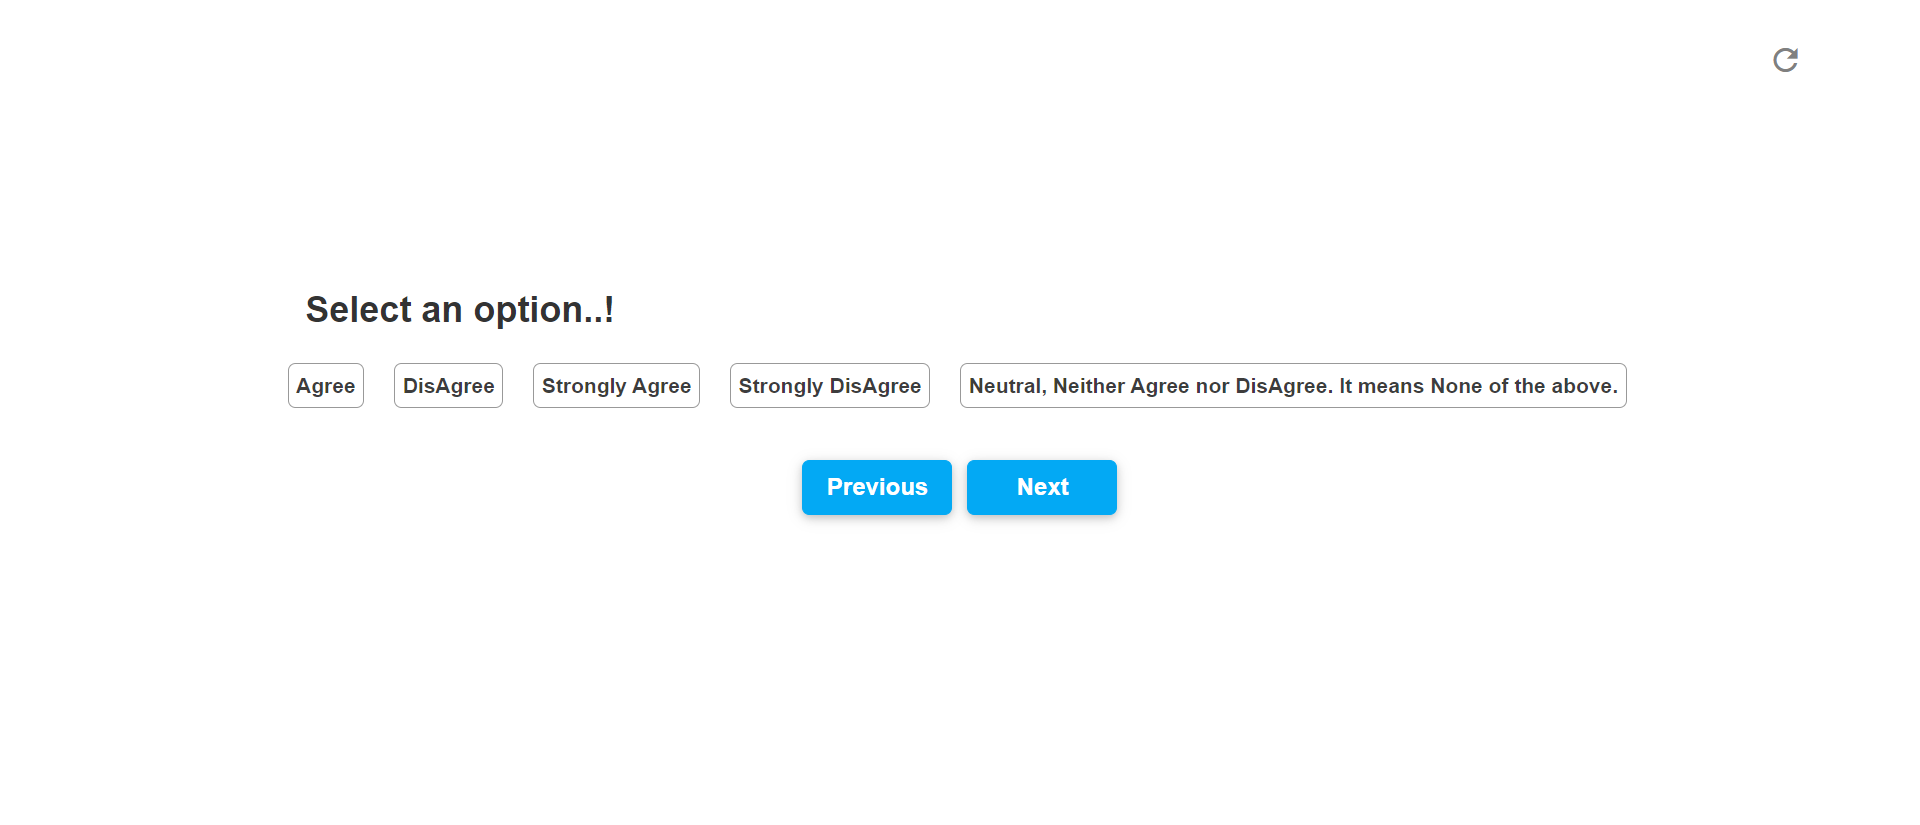 Select an option..!
Agree DisAgree Strongly Agree Strongly DisAgree Neutral, Neither Agree nor DisAgree. It means None of the above.
Previous Next